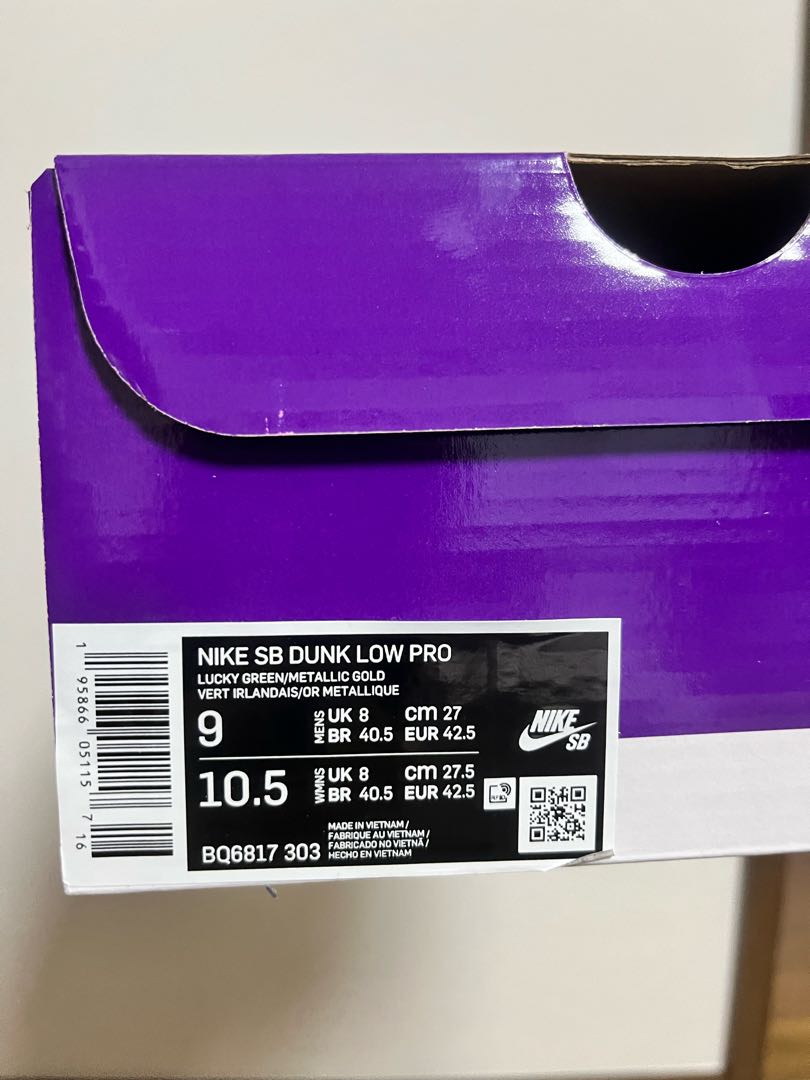 NIKE SB DUNK LOW PRO
LUCKY GREEN/METALLIC GOLD
VERT IRLANDAIS/OR METALLIQUE
9 MENS UK 8 CM 27
BR 40.5 EUR 42.5
10.5 WMNS UK 8 CM 27.5
BR 40.5 EUR 42.5
NIKE
SB
BQ6817 303
MADE IN VIETNAM /
FABRIQUE AU VIETNAM /
FABRICADO NO VIETNÃ /
HECHO EN VIETNAM
1 95866 05115 7 16